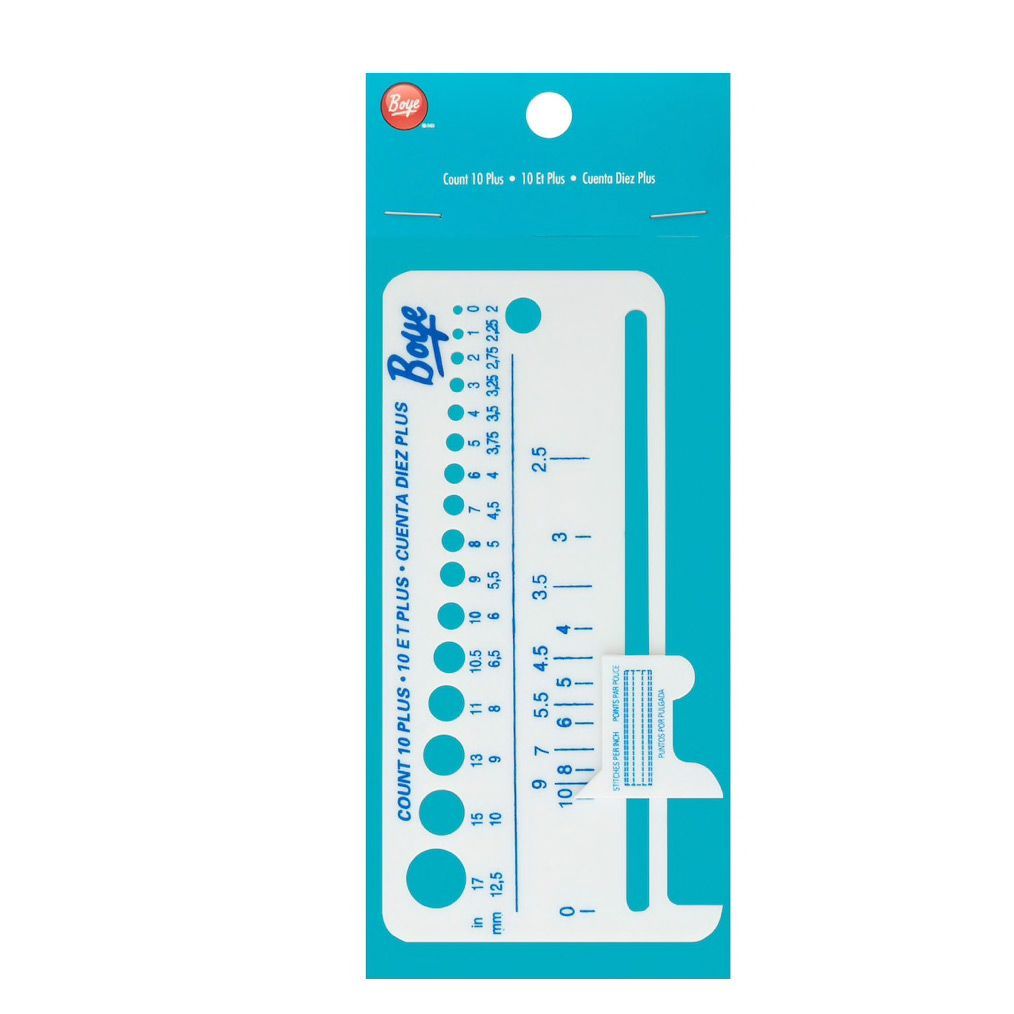 Boye
Count 10 Plus • 10 Et Plus • Cuenta Diez Plus
Boye
COUNT 10 PLUS • 10 E T PLUS • CUENTA DIEZ PLUS
in 17 15 13 11 10.5 10 9 8 7 6 5 4 3 2 1 0
mm 12,5 10 9 8 6,5 6 5,5 5 4,5 4 3,75 3,5 3,25 2,75 2,25 2
0 10 9 8 7 6 5.5 5 4.5 4 3.5 3 2.5
STITCHES PER INCH POINTS PAR POUCE
PUNTOS POR PULGADA